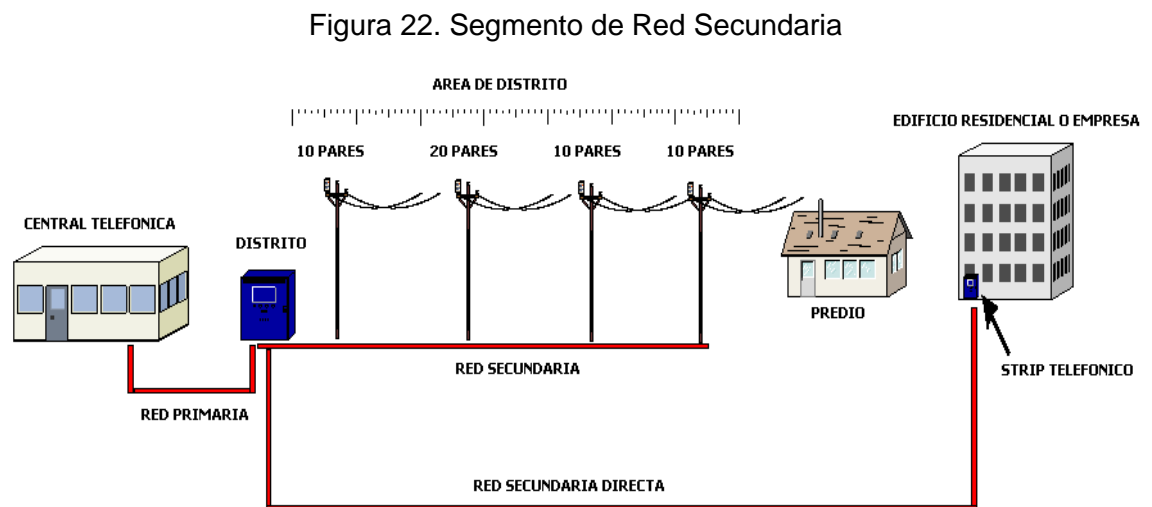 Figura 22. Segmento de Red Secundaria
AREA DE DISTRITO
EDIFICIO RESIDENCIAL O EMPRESA
10 PARES 20 PARES 10 PARES 10 PARES
CENTRAL TELEFONICA
DISTRITO
PREDIO
RED SECUNDARIA
STRIP TELEFONICO
RED PRIMARIA
RED SECUNDARIA DIRECTA